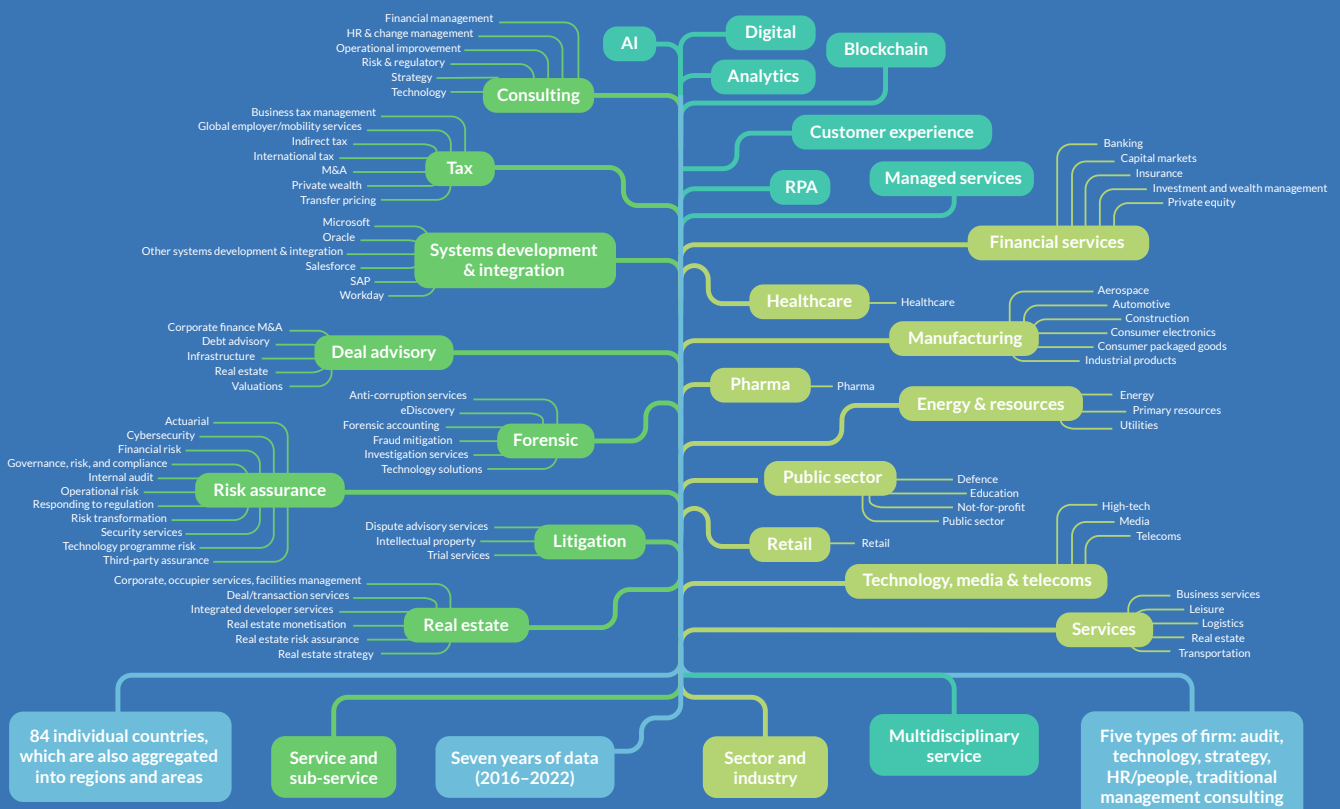 Financial management
HR & change management
Operational improvement
Risk & regulatory
Strategy
Technology
Consulting
Business tax management
Global employer/mobility services
Indirect tax
International tax
M&A
Private wealth
Transfer pricing
Tax
Microsoft
Oracle
Other systems development & integration
Salesforce
SAP
Workday
Systems development
& integration
Corporate finance M&A
Debt advisory
Infrastructure
Real estate
Valuations
Deal advisory
Anti-corruption services
eDiscovery
Forensic accounting
Fraud mitigation
Investigation services
Technology solutions
Forensic
Actuarial
Cybersecurity
Financial risk
Governance, risk, and compliance
Internal audit
Operational risk
Responding to regulation
Risk transformation
Security services
Technology programme risk
Third-party assurance
Risk assurance
Dispute advisory services
Intellectual property
Trial services
Litigation
Corporate, occupier services, facilities management
Deal/transaction services
Integrated developer services
Real estate monetisation
Real estate risk assurance
Real estate strategy
Real estate
AI
Digital
Blockchain
Analytics
Customer experience
RPA
Managed services
Banking
Capital markets
Insurance
Investment and wealth management
Private equity
Financial services
Healthcare
Healthcare
Aerospace
Automotive
Construction
Consumer electronics
Consumer packaged goods
Industrial products
Manufacturing
Pharma
Pharma
Energy & resources
Energy
Primary resources
Utilities
Public sector
Defence
Education
Not-for-profit
Public sector
Retail
Retail
High-tech
Media
Telecoms
Technology, media & telecoms
Services
Business services
Leisure
Logistics
Real estate
Transportation
84 individual countries,
which are also aggregated
into regions and areas
Service and
sub-service
Seven years of data
(2016–2022)
Sector and
industry
Multidisciplinary
service
Five types of firm: audit,
technology, strategy,
HR/people, traditional
management consulting